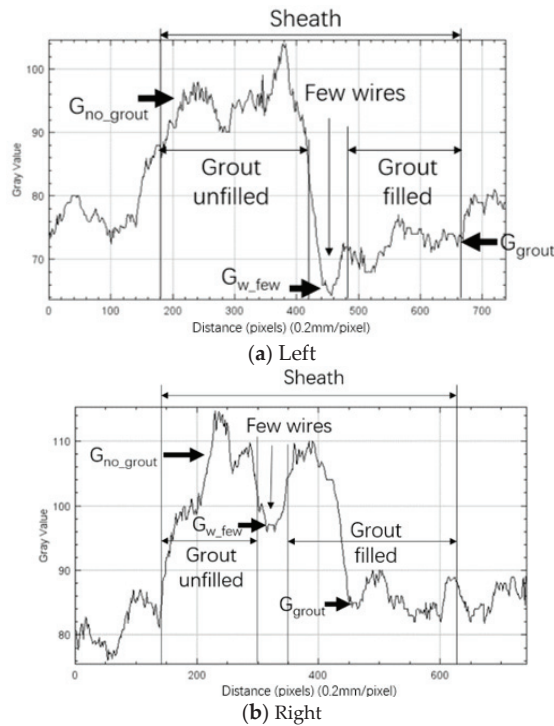 Sheath
100
G_no_grout
Few wires
90
Gray Value
Grout
unfilled
Grout
filled
80
G_grout
70
G_w_few
0
100
200
300
400
500
600
700
Distance (pixels) (0.2mm/pixel)
(a) Left
Sheath
110
Few wires
G_no_grout
Gray Value
100
G_w_few
Grout
unfilled
Grout
filled
90
G_grout
80
0
200
400
600
Distance (pixels) (0.2mm/pixel)
(b) Right